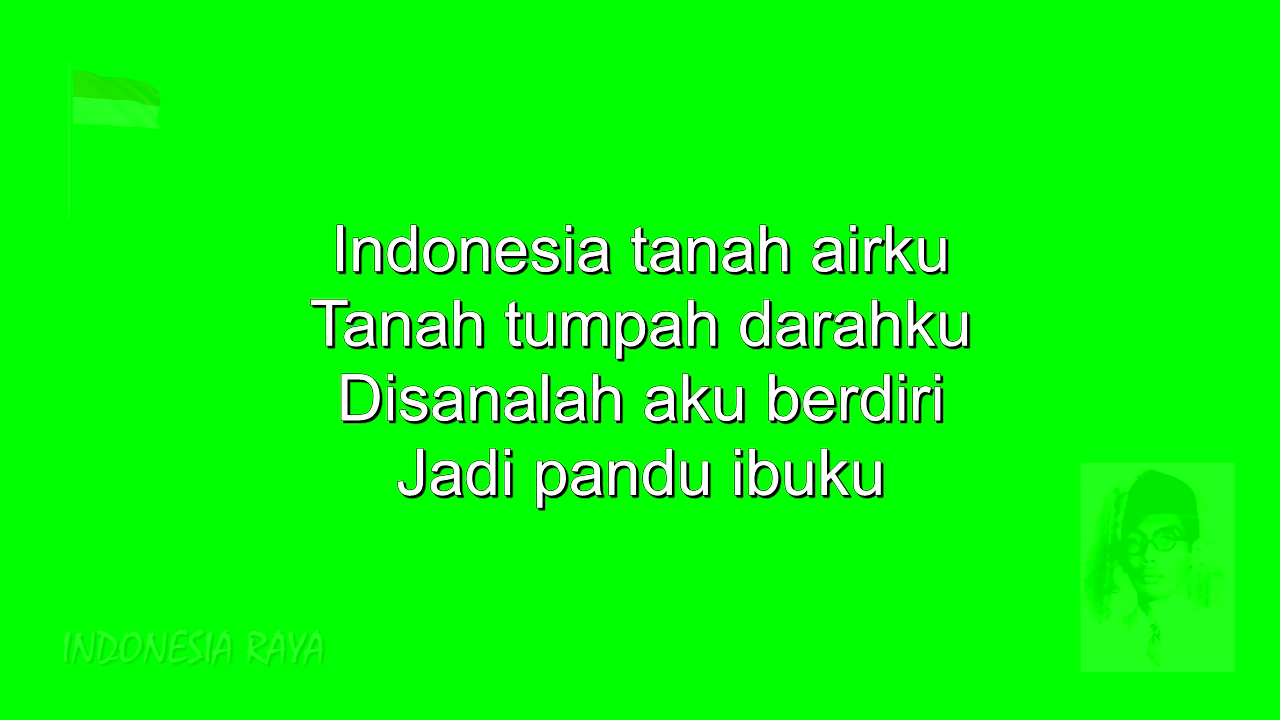 Indonesia tanah airku
Tanah tumpah darahku
Disanalah aku berdiri
Jadi pandu ibuku
INDONESIA RAYA